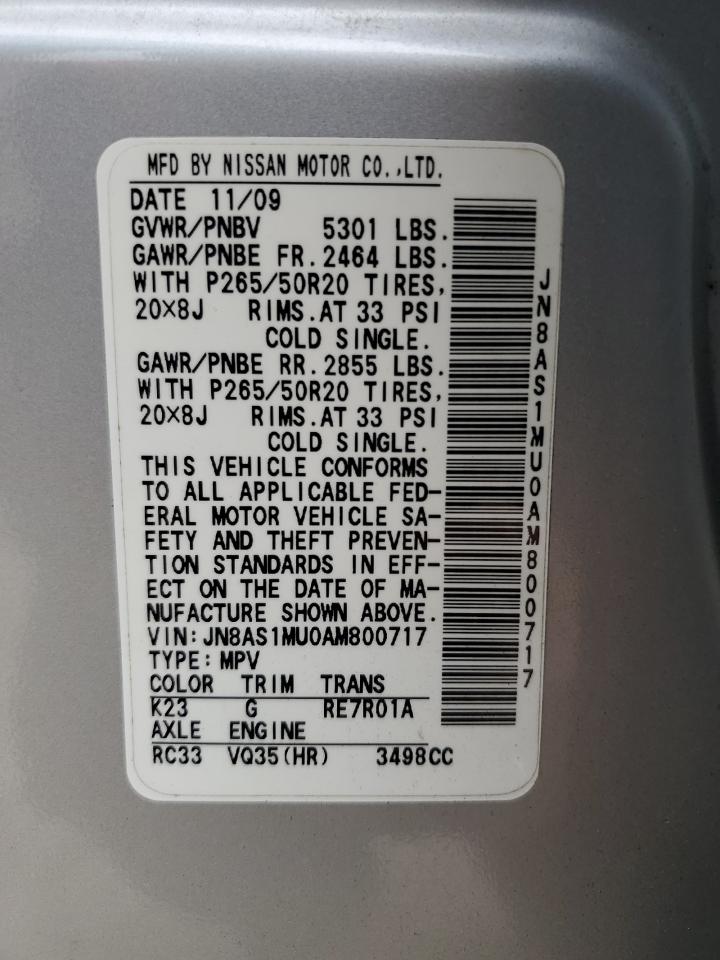 MFD BY NISSAN MOTOR CO.,LTD.
DATE 11/09
GVWR/PNBV 5301 LBS.
GAWR/PNBE FR.2464 LBS.
WITH P265/50R20 TIRES,
20×8J RIMS.AT 33 PSI
COLD SINGLE.
GAWR/PNBE RR.2855 LBS.
WITH P265/50R20 TIRES,
20×8J RIMS.AT 33 PSI
COLD SINGLE.
THIS VEHICLE CONFORMS
TO ALL APPLICABLE FED-
ERAL MOTOR VEHICLE SA-
FETY AND THEFT PREVEN-
TION STANDARDS IN EFF-
ECT ON THE DATE OF MA-
NUFACTURE SHOWN ABOVE.
VIN:JN8AS1MU0AM800717
TYPE:MPV
COLOR TRIM TRANS
K23 G RE7R01A
AXLE ENGINE
RC33 VQ35(HR) 3498CC
JN8AS1MU0AM800717